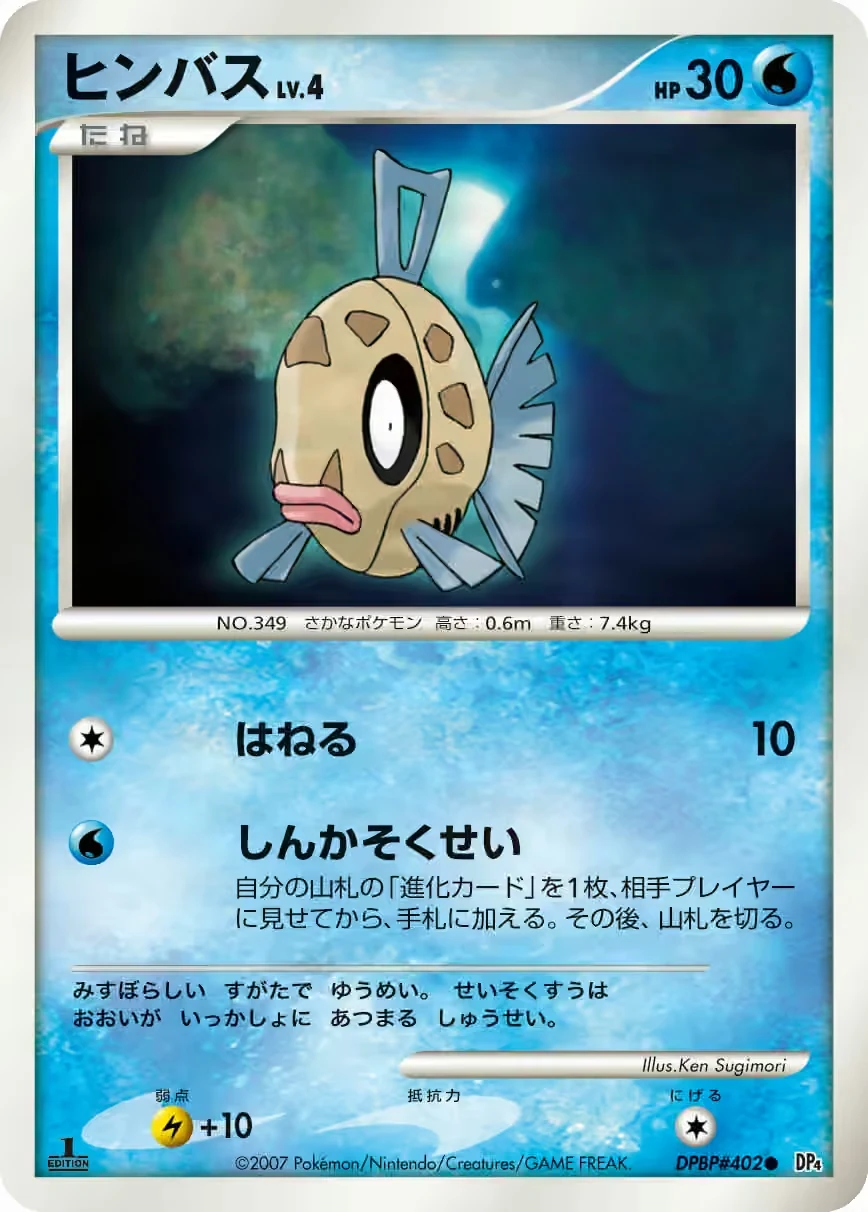 ヒンバス LV.4 HP 30
たね
NO.349 さかなポケモン 高さ:0.6m 重さ:7.4kg
はねる 10
しんかそくせい
自分の山札の「進化カード」を1枚、相手プレイヤー
に見せてから、手札に加える。その後、山札を切る。
みすぼらしい すがたで ゆうめい。 せいそくすうは
おおいが いっかしょに あつまる しゅうせい。
Illus.Ken Sugimori
弱点 抵抗力 にげる
+10
1 EDITION
©2007 Pokémon/Nintendo/Creatures/GAME FREAK.
DPBP#402● DP4